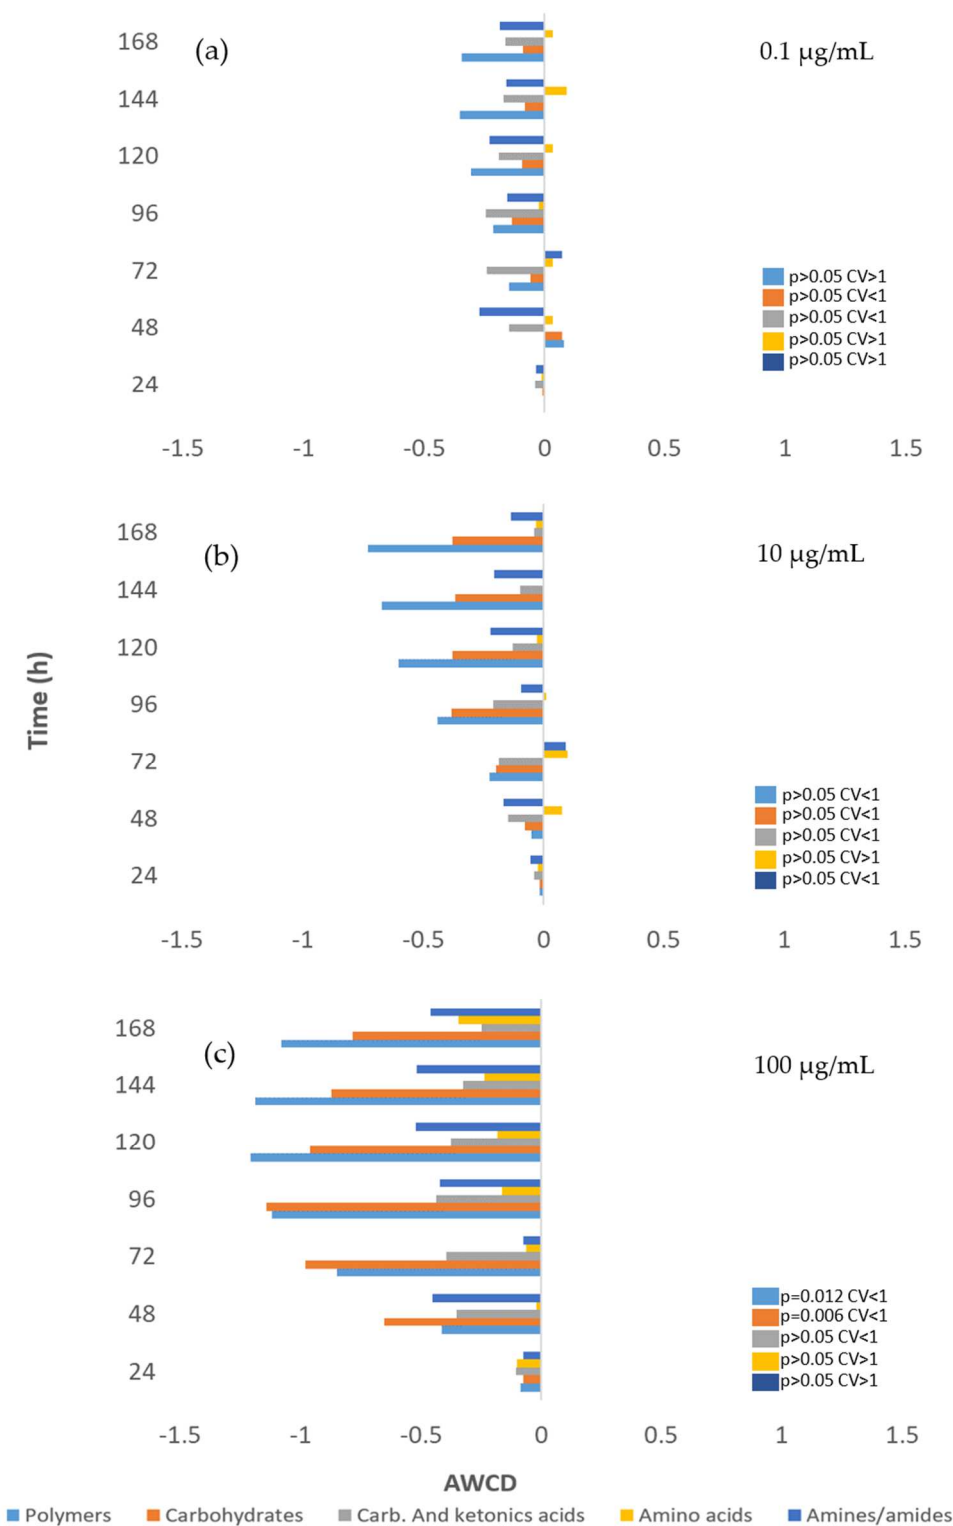 168
(a)
0.1 µg/mL
144
120
96
72
p>0.05 CV>1
p>0.05 CV<1
48
p>0.05 CV<1
p>0.05 CV>1
p>0.05 CV>1
24
-1.5 -1 -0.5 0 0.5 1 1.5
168
(b)
10 µg/mL
144
120
Time (h)
96
72
p>0.05 CV<1
48
p>0.05 CV<1
p>0.05 CV<1
p>0.05 CV>1
24
p>0.05 CV<1
-1.5 -1 -0.5 0 0.5 1 1.5
168
(c)
100 µg/mL
144
120
96
72
p=0.012 CV<1
48
p=0.006 CV<1
p>0.05 CV<1
p>0.05 CV>1
24
p>0.05 CV>1
-1.5 -1 -0.5 0 0.5 1 1.5
AWCD
Polymers Carbohydrates Carb. And ketonics acids Amino acids Amines/amides